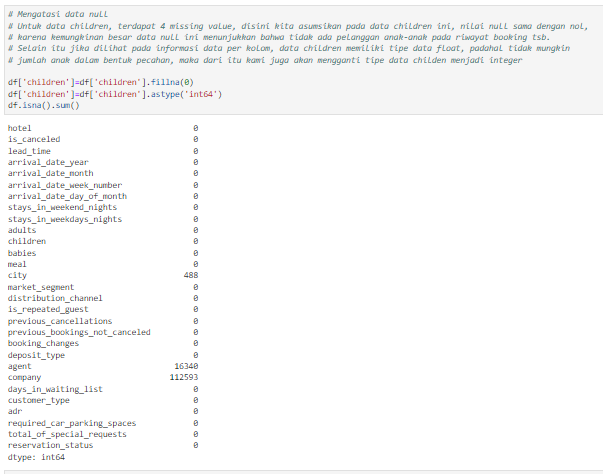 # Mengatasi data null
# Untuk data children, terdapat 4 missing value, disini kita asumsikan pada data children ini, nilai null sama dengan nol,
# karena kemungkinan besar data null ini menunjukkan bahwa tidak ada pelanggan anak-anak pada riwayat booking tsb.
# Selain itu jika dilihat pada informasi data per kolom, data children memiliki tipe data float, padahal tidak mungkin
# jumlah anak dalam bentuk pecahan, maka dari itu kami juga akan mengganti tipe data childen menjadi integer
df['children']=df['children'].fillna(0)
df['children']=df['children'].astype('int64')
df.isna().sum()
hotel 0
is_canceled 0
lead_time 0
arrival_date_year 0
arrival_date_month 0
arrival_date_week_number 0
arrival_date_day_of_month 0
stays_in_weekend_nights 0
stays_in_weekdays_nights 0
adults 0
children 0
babies 0
meal 0
city 488
market_segment 0
distribution_channel 0
is_repeated_guest 0
previous_cancellations 0
previous_bookings_not_canceled 0
booking_changes 0
deposit_type 0
agent 16340
company 112593
days_in_waiting_list 0
customer_type 0
adr 0
required_car_parking_spaces 0
total_of_special_requests 0
reservation_status 0
dtype: int64